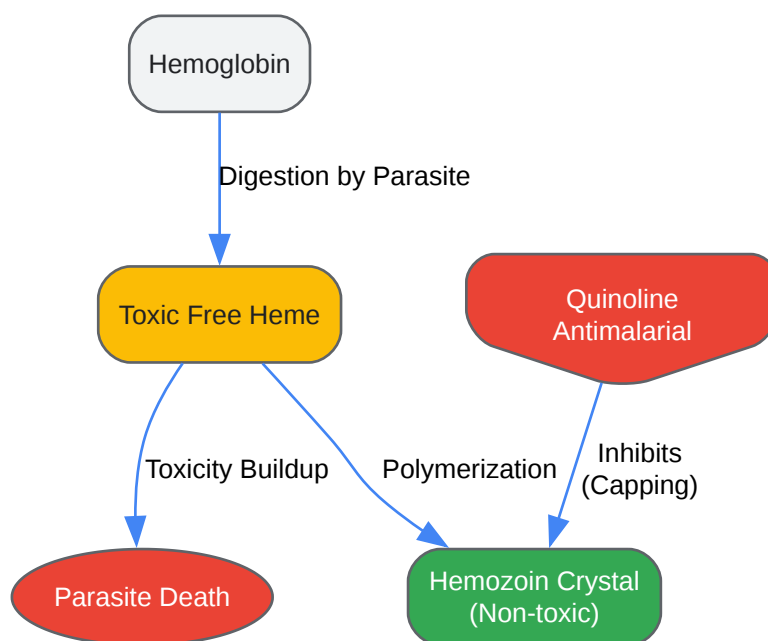 Hemoglobin
Digestion by Parasite
Toxic Free Heme
Quinoline
Antimalarial
Toxicity Buildup
Polymerization
Inhibits
(Capping)
Parasite Death
Hemozoin Crystal
(Non-toxic)